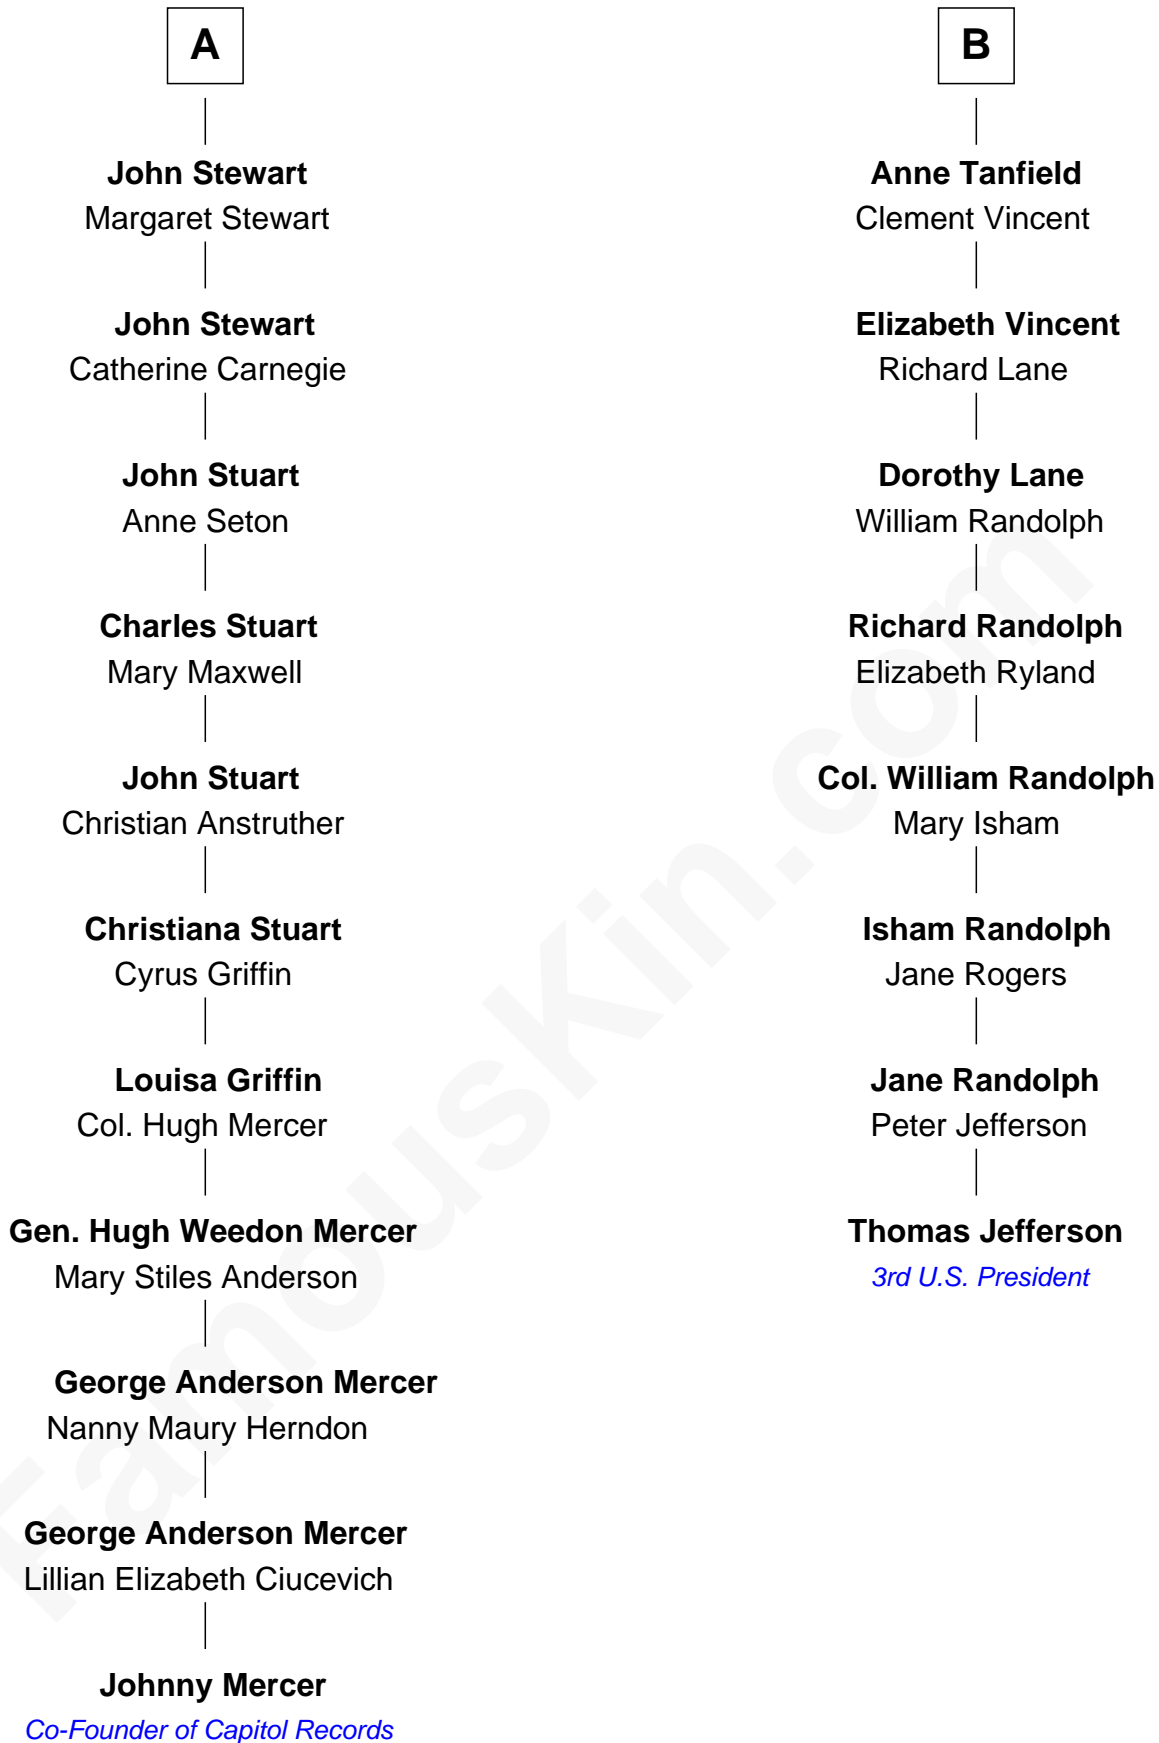 A
John Stewart
Margaret Stewart
John Stewart
Catherine Carnegie
John Stuart
Anne Seton
Charles Stuart
Mary Maxwell
John Stuart
Christian Anstruther
Christiana Stuart
Cyrus Griffin
Louisa Griffin
Col. Hugh Mercer
Gen. Hugh Weedon Mercer
Mary Stiles Anderson
George Anderson Mercer
Nanny Maury Herndon
George Anderson Mercer
Lillian Elizabeth Ciucevich
Johnny Mercer
Co-Founder of Capitol Records
B
Anne Tanfield
Clement Vincent
Elizabeth Vincent
Richard Lane
Dorothy Lane
William Randolph
Richard Randolph
Elizabeth Ryland
Col. William Randolph
Mary Isham
Isham Randolph
Jane Rogers
Jane Randolph
Peter Jefferson
Thomas Jefferson
3rd U.S. President
FamousKin.com